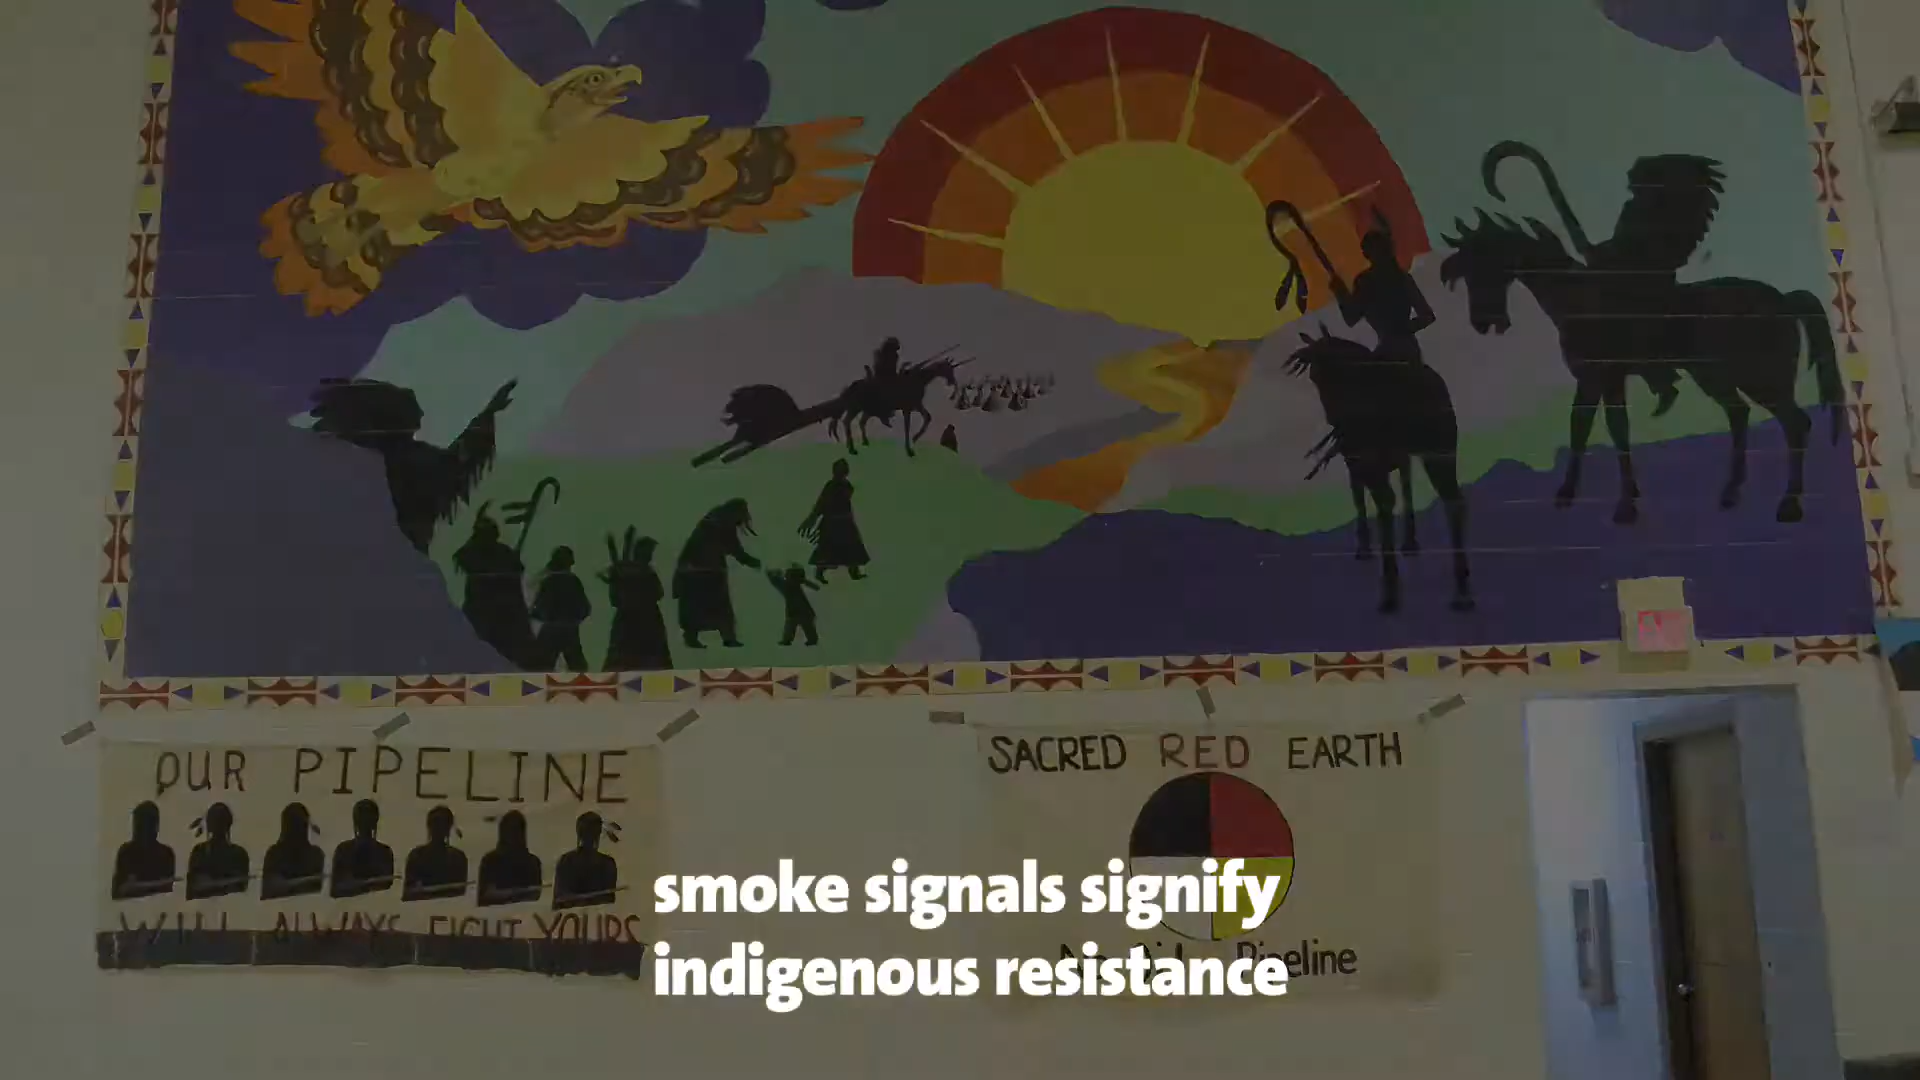 OUR PIPELINE
WILL ALWAYS FIGHT YOURS
SACRED RED EARTH
Pipeline
smoke signals signify
indigenous resistance